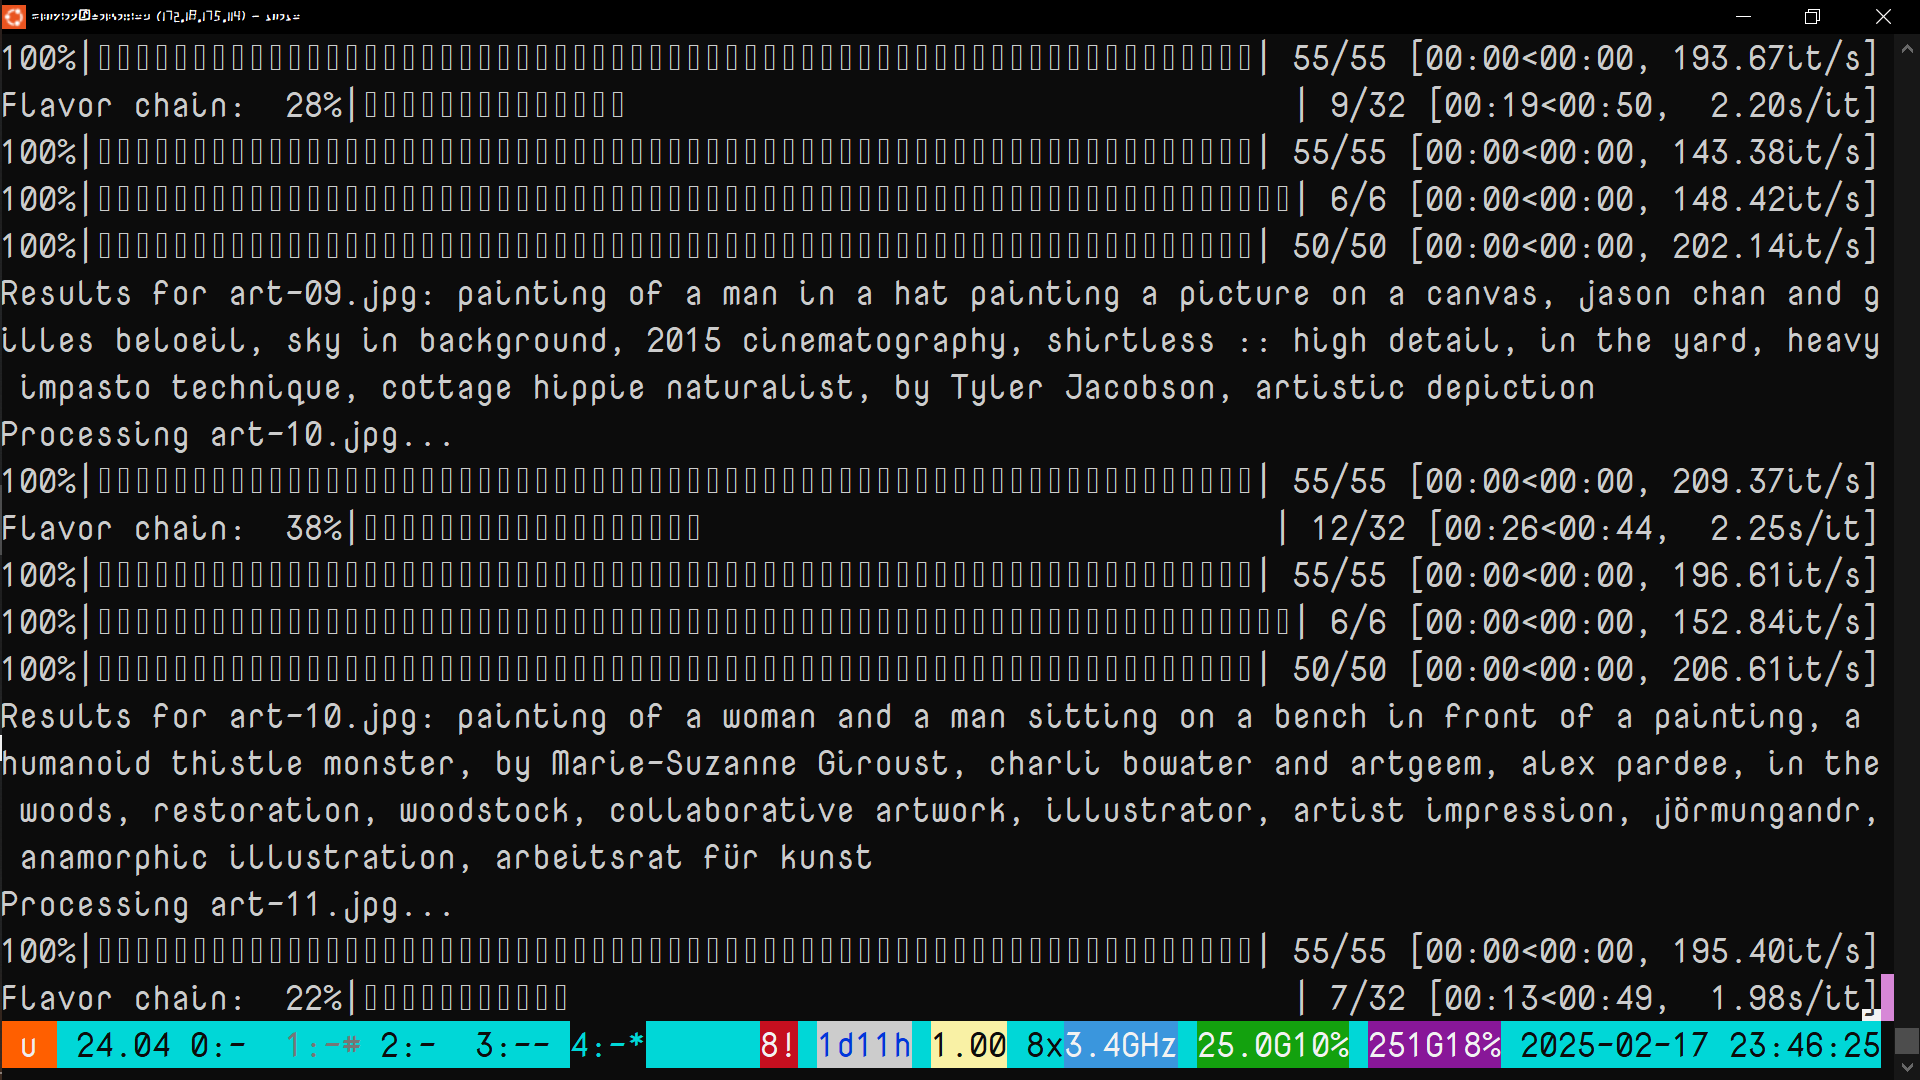 (172.18.175.114) -
100%| | 55/55 [00:00<00:00, 193.67it/s]
Flavor chain:  28%| | 9/32 [00:19<00:50,  2.20s/it]
100%| | 55/55 [00:00<00:00, 143.38it/s]
100%| | 6/6 [00:00<00:00, 148.42it/s]
100%| | 50/50 [00:00<00:00, 202.14it/s]
Results for art-09.jpg: painting of a man in a hat painting a picture on a canvas, jason chan and g
illes beloeil, sky in background, 2015 cinematography, shirtless :: high detail, in the yard, heavy
impasto technique, cottage hippie naturalist, by Tyler Jacobson, artistic depiction
Processing art-10.jpg...
100%| | 55/55 [00:00<00:00, 209.37it/s]
Flavor chain:  38%| | 12/32 [00:26<00:44,  2.25s/it]
100%| | 55/55 [00:00<00:00, 196.61it/s]
100%| | 6/6 [00:00<00:00, 152.84it/s]
100%| | 50/50 [00:00<00:00, 206.61it/s]
Results for art-10.jpg: painting of a woman and a man sitting on a bench in front of a painting, a
humanoid thistle monster, by Marie-Suzanne Giroust, charli bowater and artgeem, alex pardee, in the
woods, restoration, woodstock, collaborative artwork, illustrator, artist impression, jörmungandr,
anamorphic illustration, arbeitsrat für kunst
Processing art-11.jpg...
100%| | 55/55 [00:00<00:00, 195.40it/s]
Flavor chain:  22%| | 7/32 [00:13<00:49,  1.98s/it]
u 24.04 0:-  1:-# 2:-  3:-- 4:-* 8! 1d11h 1.00 8x3.4GHz 25.0G10% 251G18% 2025-02-17 23:46:25